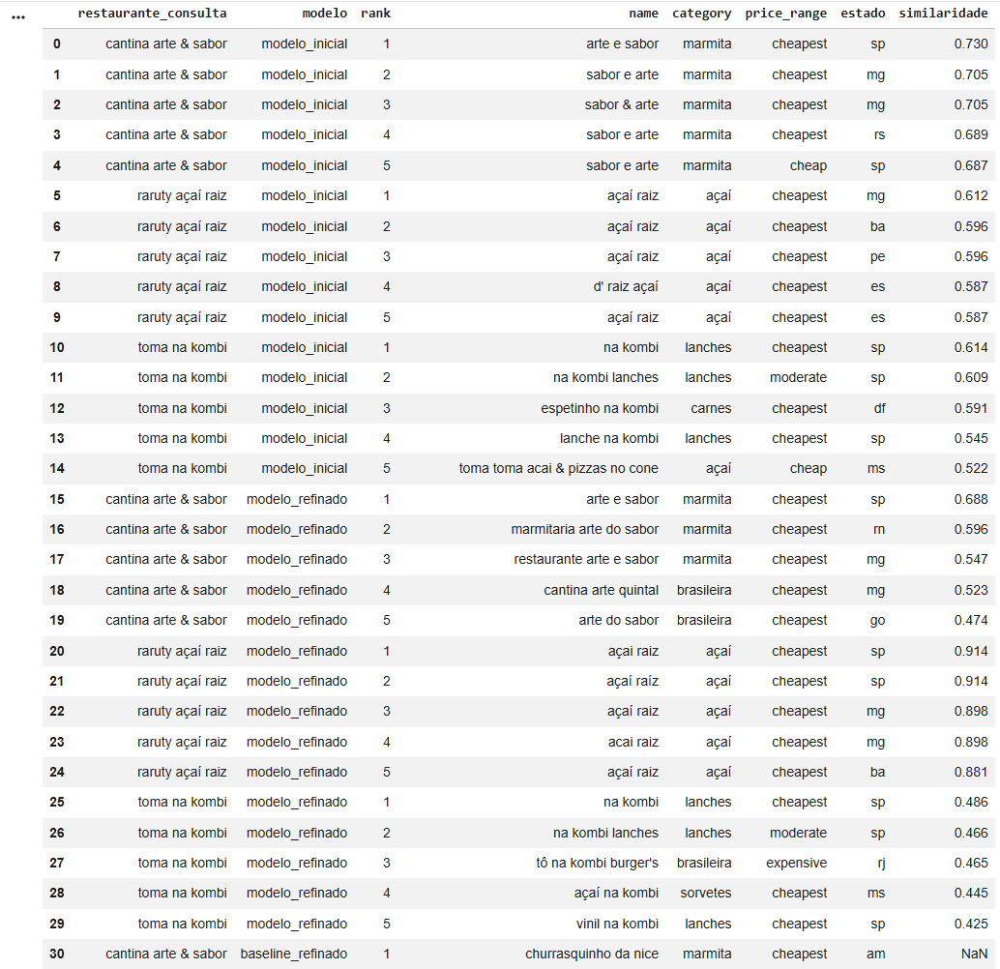 restaurante_consulta modelo rank name category price_range estado similaridade
0 cantina arte & sabor modelo_inicial 1 arte e sabor marmita cheapest sp 0.730
1 cantina arte & sabor modelo_inicial 2 sabor e arte marmita cheapest mg 0.705
2 cantina arte & sabor modelo_inicial 3 sabor & arte marmita cheapest mg 0.705
3 cantina arte & sabor modelo_inicial 4 sabor e arte marmita cheapest rs 0.689
4 cantina arte & sabor modelo_inicial 5 sabor e arte marmita cheap sp 0.687
5 raruty açaí raiz modelo_inicial 1 açaí raiz açaí cheapest mg 0.612
6 raruty açaí raiz modelo_inicial 2 açaí raiz açaí cheapest ba 0.596
7 raruty açaí raiz modelo_inicial 3 açaí raiz açaí cheapest pe 0.596
8 raruty açaí raiz modelo_inicial 4 d' raiz açaí açaí cheapest es 0.587
9 raruty açaí raiz modelo_inicial 5 açaí raiz açaí cheapest es 0.587
10 toma na kombi modelo_inicial 1 na kombi lanches cheapest sp 0.614
11 toma na kombi modelo_inicial 2 na kombi lanches lanches moderate sp 0.609
12 toma na kombi modelo_inicial 3 espetinho na kombi carnes cheapest df 0.591
13 toma na kombi modelo_inicial 4 lanche na kombi lanches cheapest sp 0.545
14 toma na kombi modelo_inicial 5 toma toma acai & pizzas no cone açaí cheap ms 0.522
15 cantina arte & sabor modelo_refinado 1 arte e sabor marmita cheapest sp 0.688
16 cantina arte & sabor modelo_refinado 2 marmitaria arte do sabor marmita cheapest rn 0.596
17 cantina arte & sabor modelo_refinado 3 restaurante arte e sabor marmita cheapest mg 0.547
18 cantina arte & sabor modelo_refinado 4 cantina arte quintal brasileira cheapest mg 0.523
19 cantina arte & sabor modelo_refinado 5 arte do sabor brasileira cheapest go 0.474
20 raruty açaí raiz modelo_refinado 1 açai raiz açaí cheapest sp 0.914
21 raruty açaí raiz modelo_refinado 2 açaí raíz açaí cheapest sp 0.914
22 raruty açaí raiz modelo_refinado 3 açaí raiz açaí cheapest mg 0.898
23 raruty açaí raiz modelo_refinado 4 acai raiz açaí cheapest mg 0.898
24 raruty açaí raiz modelo_refinado 5 açaí raiz açaí cheapest ba 0.881
25 toma na kombi modelo_refinado 1 na kombi lanches cheapest sp 0.486
26 toma na kombi modelo_refinado 2 na kombi lanches lanches moderate sp 0.466
27 toma na kombi modelo_refinado 3 tô na kombi burger's brasileira expensive rj 0.465
28 toma na kombi modelo_refinado 4 açaí na kombi sorvetes cheapest ms 0.445
29 toma na kombi modelo_refinado 5 vinil na kombi lanches cheapest sp 0.425
30 cantina arte & sabor baseline_refinado 1 churrasquinho da nice marmita cheapest am NaN